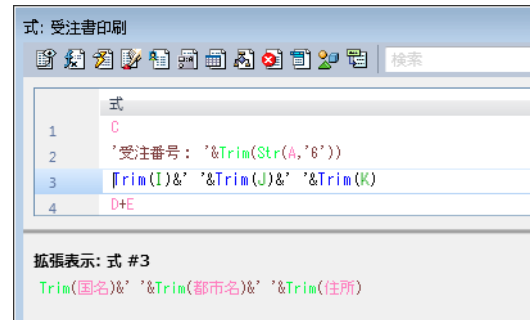 式: 受注書印刷
検索
式
1 C
2 '受注番号： '&Trim(Str(A,'6'))
3 Trim(I)&' '&Trim(J)&' '&Trim(K)
4 D+E
拡張表示: 式 #3
Trim(国名)&' '&Trim(都市名)&' '&Trim(住所)